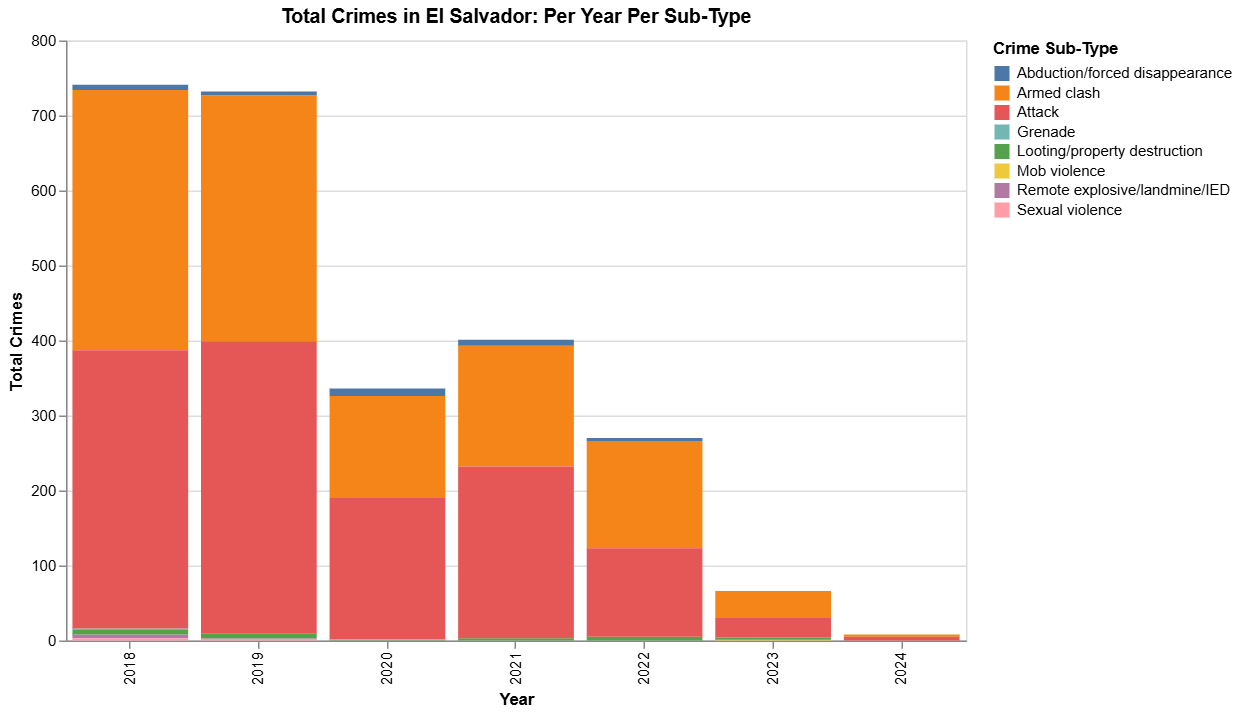 Total Crimes in El Salvador: Per Year Per Sub-Type
800
700
600
500
400
300
200
100
0
Total Crimes
2018
2019
2020
2021
2022
2023
2024
Year
Crime Sub-Type
Abduction/forced disappearance
Armed clash
Attack
Grenade
Looting/property destruction
Mob violence
Remote explosive/landmine/IED
Sexual violence